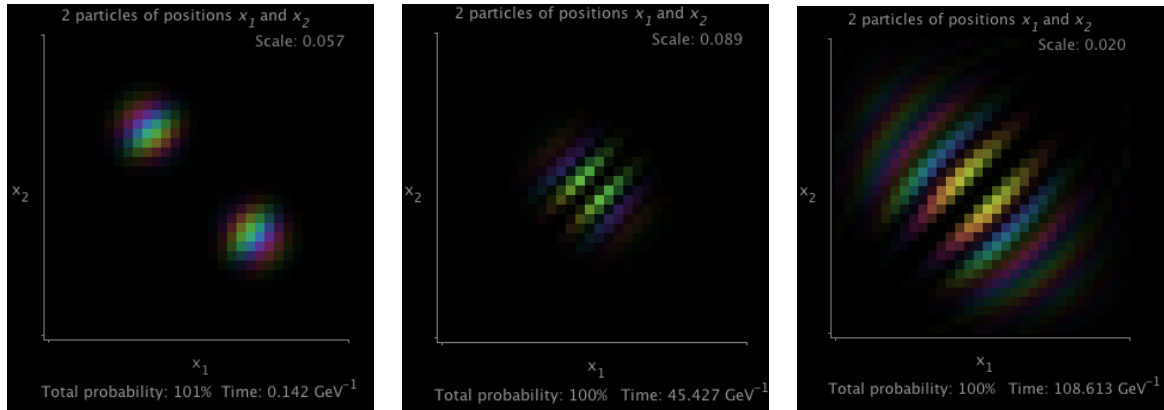 2 particles of positions x₁ and x₂
Scale: 0.057
x₂
x₁
Total probability: 101% Time: 0.142 GeV⁻¹
2 particles of positions x₁ and x₂
Scale: 0.089
x₂
x₁
Total probability: 100% Time: 45.427 GeV⁻¹
2 particles of positions x₁ and x₂
Scale: 0.020
x₂
x₁
Total probability: 100% Time: 108.613 GeV⁻¹